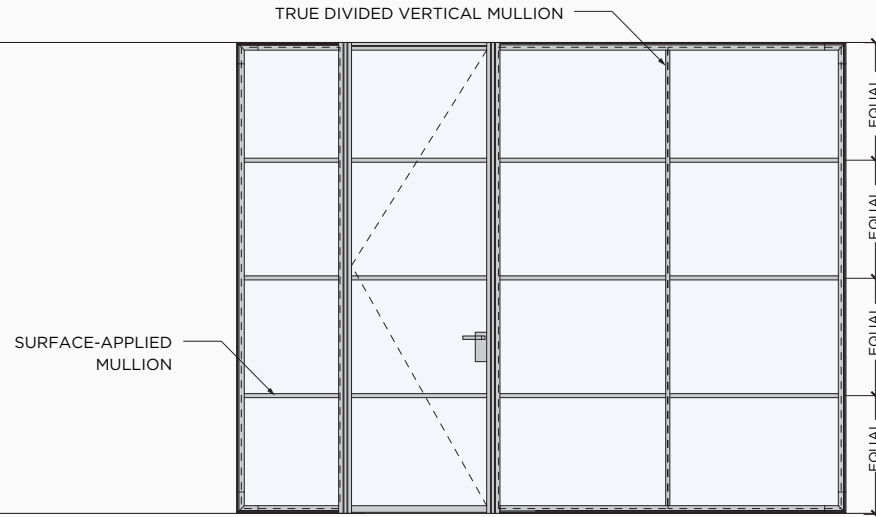 TRUE DIVIDED VERTICAL MULLION
EQUAL
EQUAL
SURFACE-APPLIED
MULLION
EQUAL
EQUAL